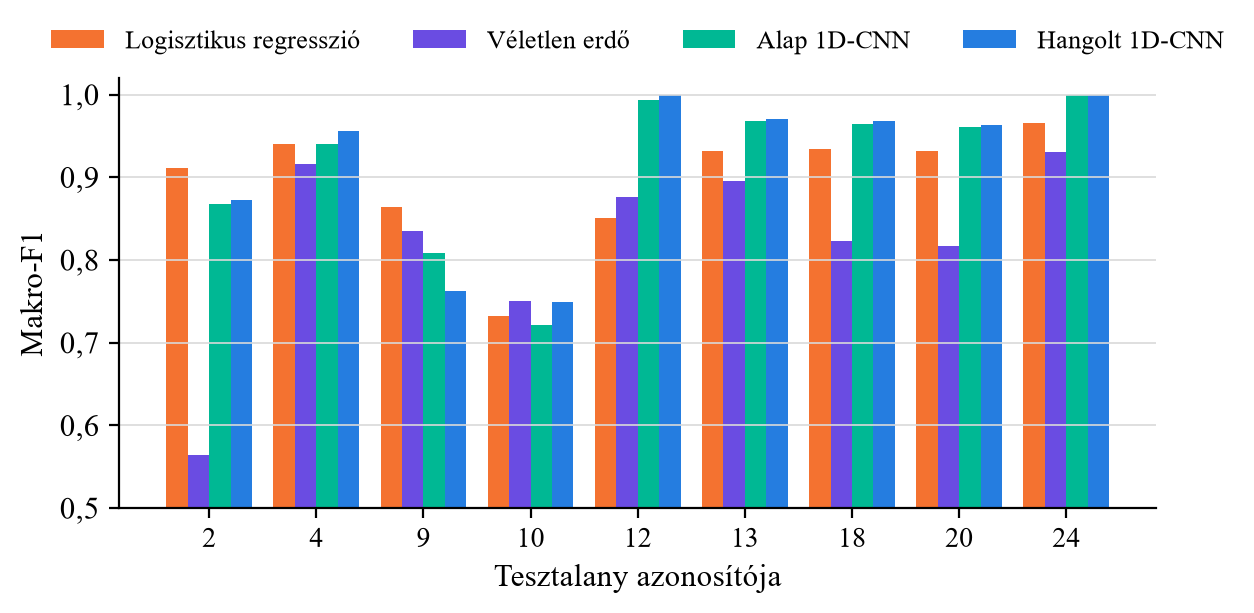 Logisztikus regresszió Véletlen erdő Alap 1D-CNN Hangolt 1D-CNN
Makro-F1
1,0
0,9
0,8
0,7
0,6
0,5
2 4 9 10 12 13 18 20 24
Tesztalany azonosítója